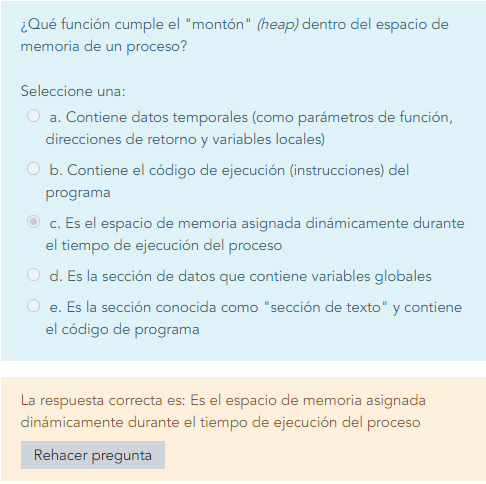 ¿Qué función cumple el "montón" (heap) dentro del espacio de
memoria de un proceso?
Seleccione una:
a. Contiene datos temporales (como parámetros de función,
direcciones de retorno y variables locales)
b. Contiene el código de ejecución (instrucciones) del
programa
c. Es el espacio de memoria asignada dinámicamente durante
el tiempo de ejecución del proceso
d. Es la sección de datos que contiene variables globales
e. Es la sección conocida como "sección de texto" y contiene
el código de programa
La respuesta correcta es: Es el espacio de memoria asignada
dinámicamente durante el tiempo de ejecución del proceso
Rehacer pregunta